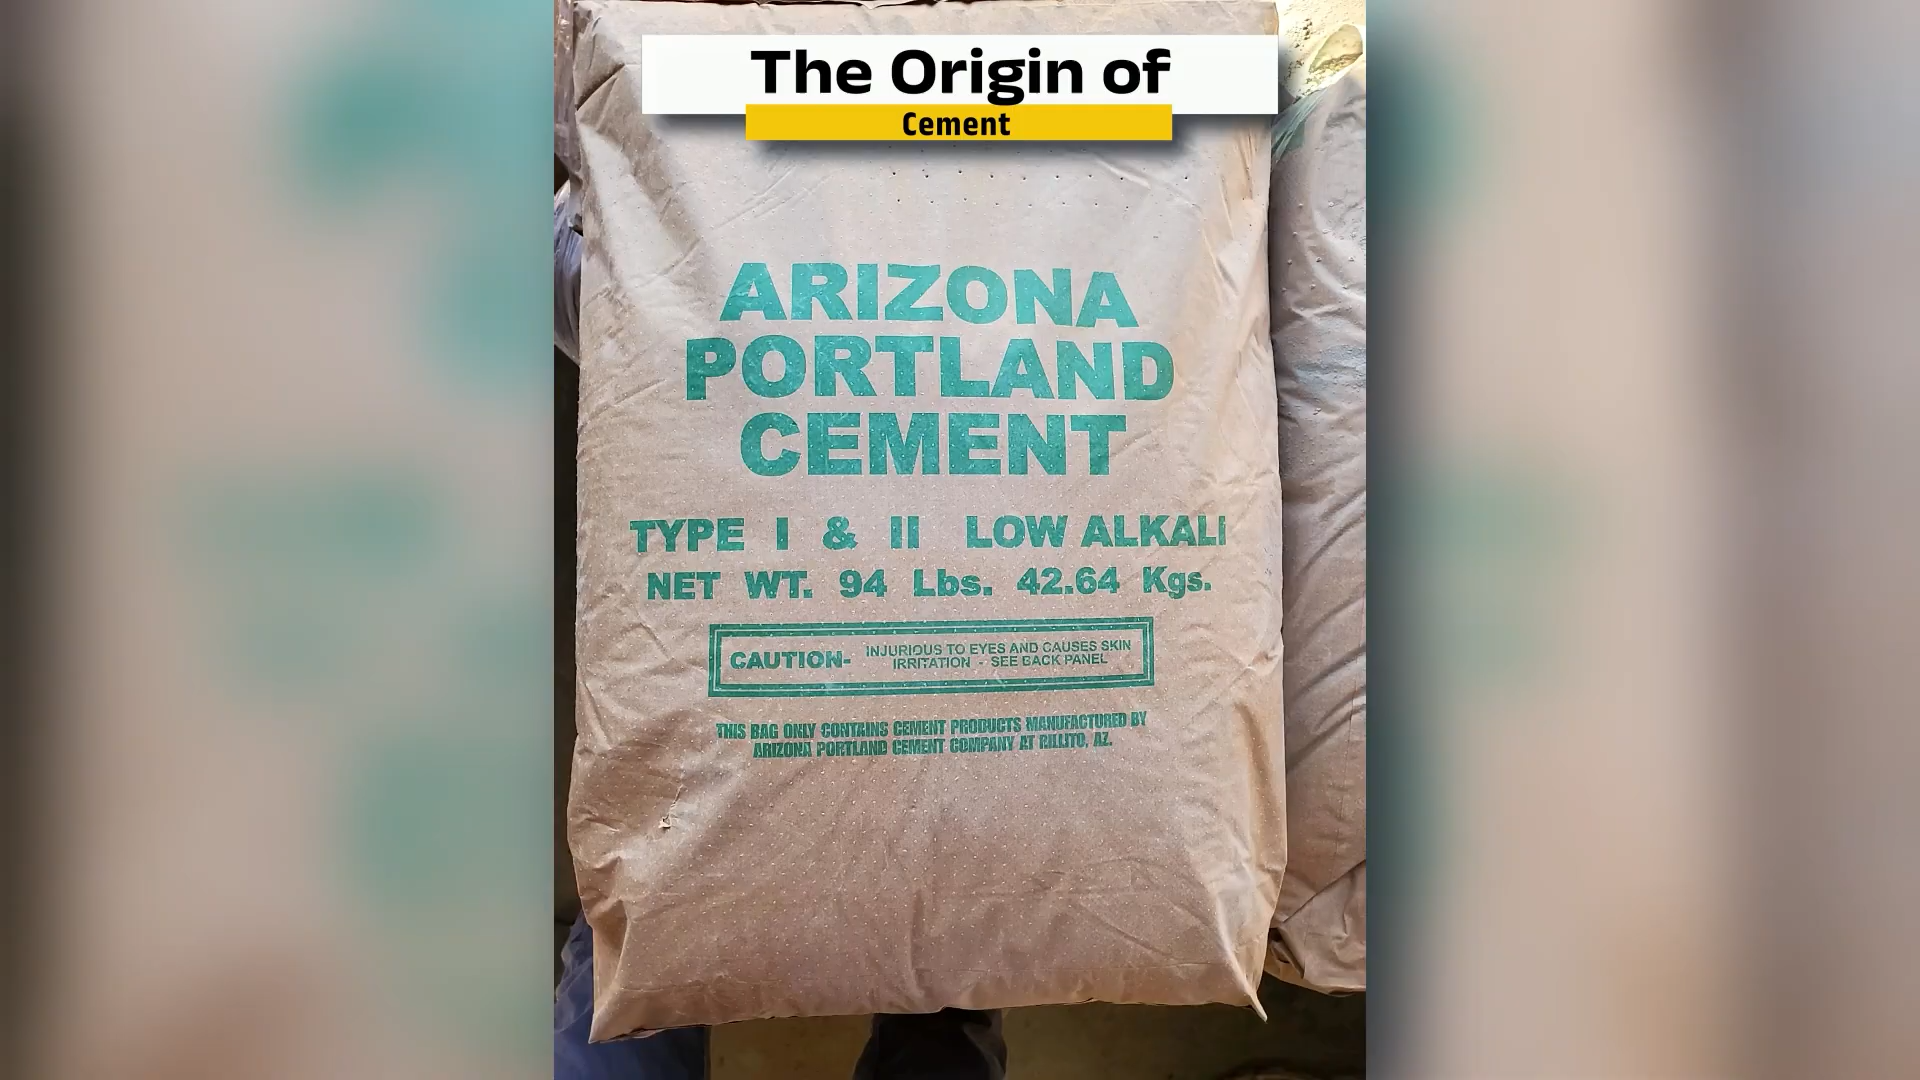 The Origin of
Cement
ARIZONA
PORTLAND
CEMENT
TYPE I & II LOW ALKALI
NET WT. 94 Lbs. 42.64 Kgs.
CAUTION- INJURIOUS TO EYES AND CAUSES SKIN
IRRITATION - SEE BACK PANEL
THIS BAG ONLY CONTAINS CEMENT PRODUCTS MANUFACTURED BY
ARIZONA PORTLAND CEMENT COMPANY AT RILLITO, AZ.